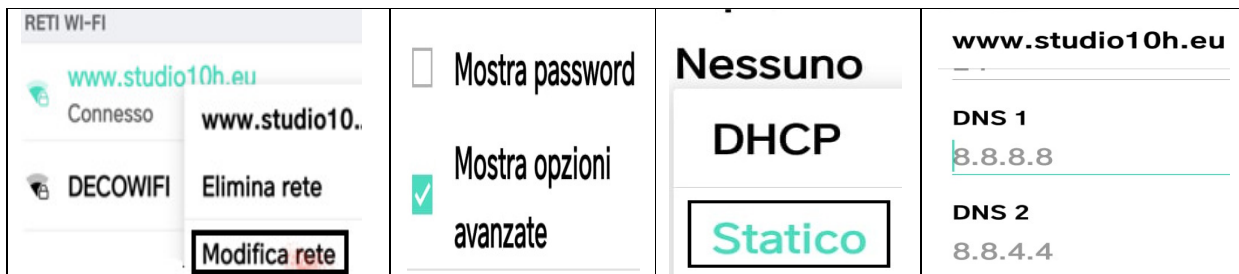 RETI WI-FI
www.studio10h.eu
Connesso
www.studio10.
DECOWIFI
Elimina rete
Modifica rete
Mostra password
Mostra opzioni
avanzate
Nessuno
DHCP
Statico
www.studio10h.eu
DNS 1
8.8.8.8
DNS 2
8.8.4.4